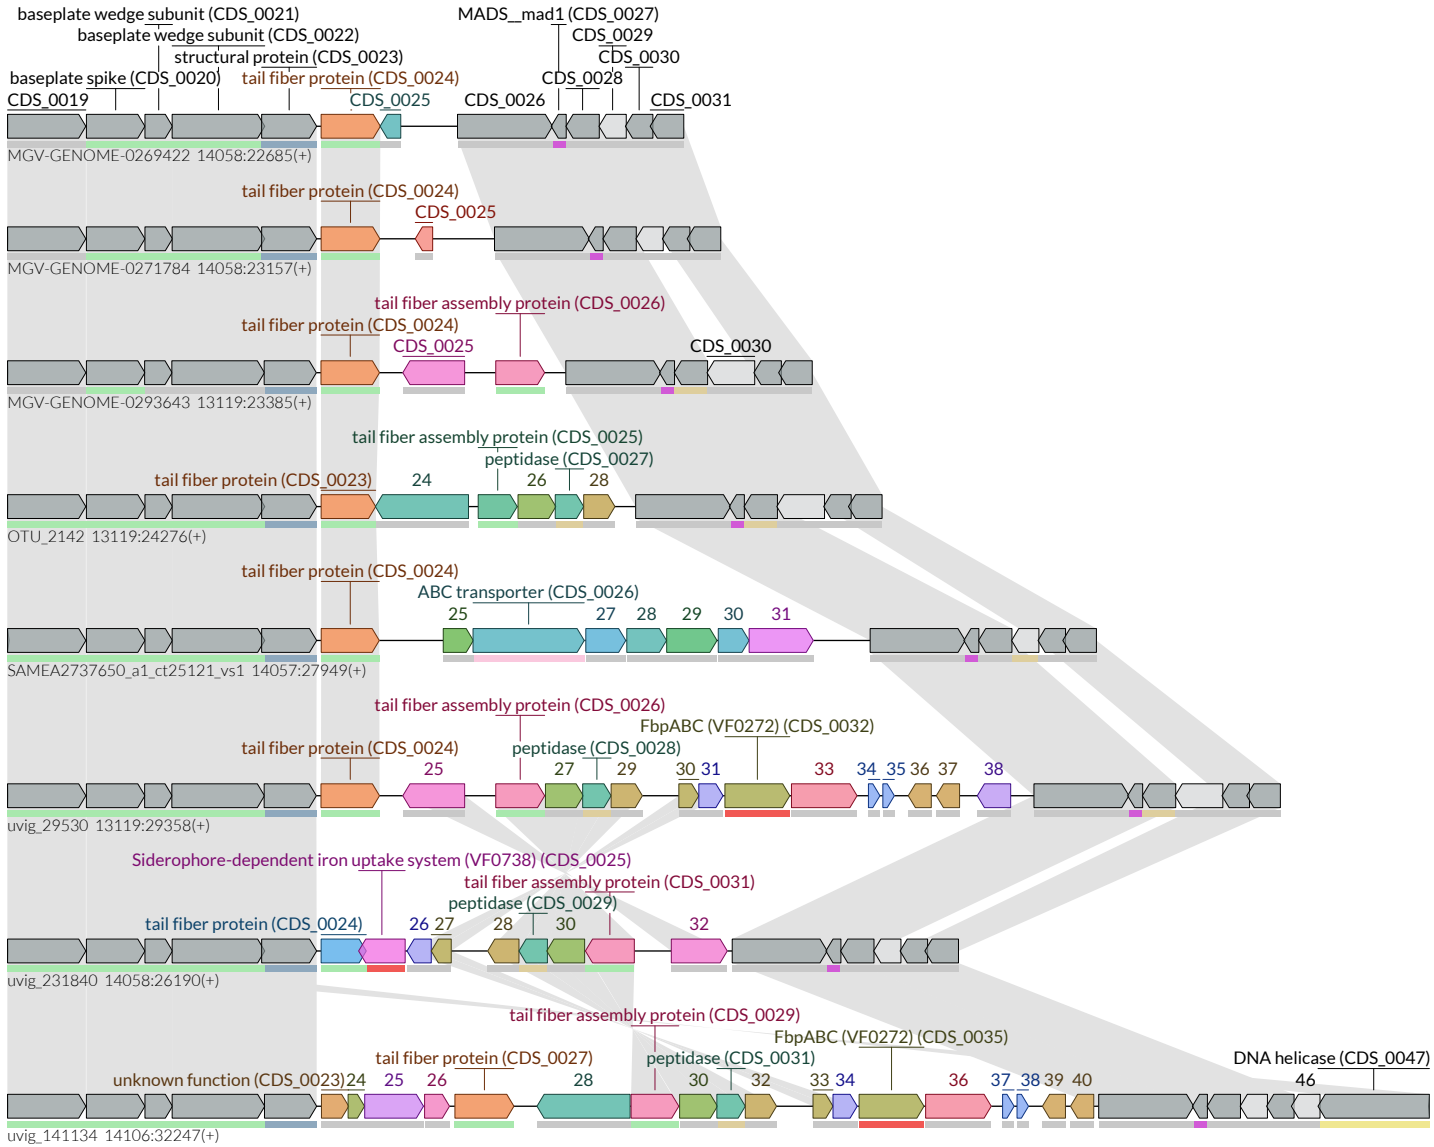 baseplate wedge subunit (CDS_0021) MADS__mad1 (CDS_0027)
baseplate wedge subunit (CDS_0022) CDS_0029
structural protein (CDS_0023) CDS_0030
baseplate spike (CDS_0020) tail fiber protein (CDS_0024) CDS_0028
CDS_0019 CDS_0025 CDS_0026 CDS_0031
MGV-GENOME-0269422 14058:22685(+)
tail fiber protein (CDS_0024)
CDS_0025
MGV-GENOME-0271784 14058:23157(+)
tail fiber assembly protein (CDS_0026)
tail fiber protein (CDS_0024)
CDS_0025 CDS_0030
MGV-GENOME-0293643 13119:23385(+)
tail fiber assembly protein (CDS_0025)
peptidase (CDS_0027)
tail fiber protein (CDS_0023) 24 26 28
OTU_2142 13119:24276(+)
tail fiber protein (CDS_0024)
ABC transporter (CDS_0026)
25 27 28 29 30 31
SAMEA2737650_a1_ct25121_vs1 14057:27949(+)
tail fiber assembly protein (CDS_0026)
FbpABC (VF0272) (CDS_0032)
tail fiber protein (CDS_0024) peptidase (CDS_0028)
25 27 29 30 31 33 34 35 36 37 38
uvig_29530 13119:29358(+)
Siderophore-dependent iron uptake system (VF0738) (CDS_0025)
tail fiber assembly protein (CDS_0031)
peptidase (CDS_0029)
tail fiber protein (CDS_0024) 26 27 28 30 32
uvig_231840 14058:26190(+)
tail fiber assembly protein (CDS_0029)
FbpABC (VF0272) (CDS_0035)
tail fiber protein (CDS_0027) peptidase (CDS_0031) DNA helicase (CDS_0047)
unknown function (CDS_0023) 24 25 26 28 30 32 33 34 36 37 38 39 40 46
uvig_141134 14106:32247(+)